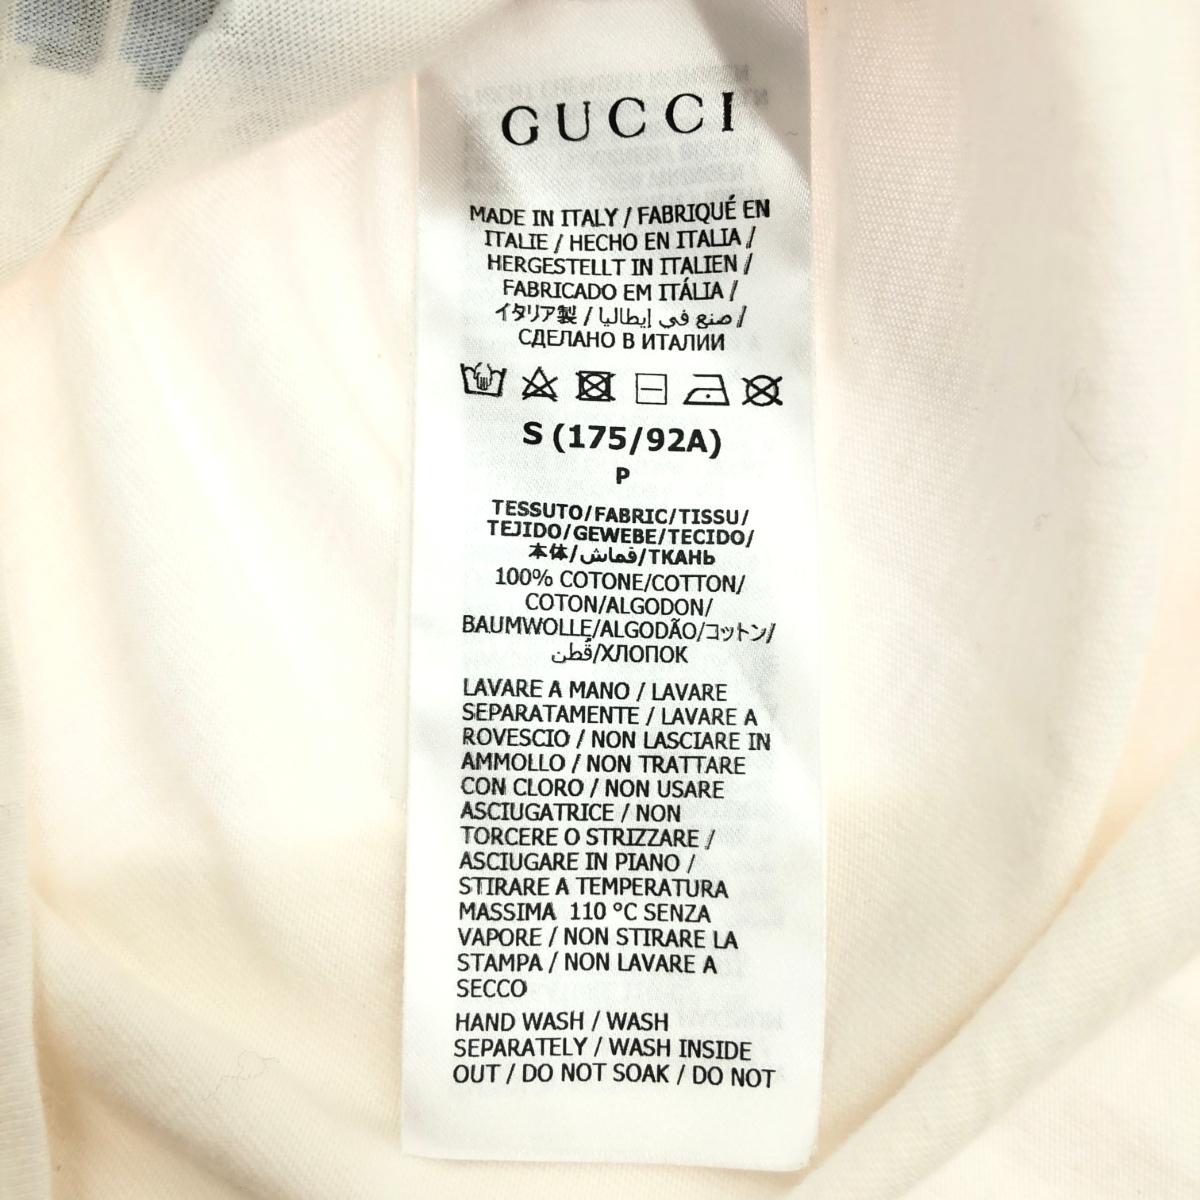 GUCCI
MADE IN ITALY / FABRIQUÉ EN
ITALIE / HECHO EN ITALIA /
HERGESTELLT IN ITALIEN /
FABRICADO EM ITÁLIA /
イタリア製 / صنع في إيطاليا /
СДЕЛАНО В ИТАЛИИ
S (175/92A)
P
TESSUTO/FABRIC/TISSU/
TEJIDO/GEWEBE/TECIDO/
本体/قماش/ТКАНЬ
100% COTONE/COTTON/
COTON/ALGODON/
BAUMWOLLE/ALGODÃO/コットン/
قُطن/ХЛОПОК
LAVARE A MANO / LAVARE
SEPARATAMENTE / LAVARE A
ROVESCIO / NON LASCIARE IN
AMMOLLO / NON TRATTARE
CON CLORO / NON USARE
ASCIUGATRICE / NON
TORCERE O STRIZZARE /
ASCIUGARE IN PIANO /
STIRARE A TEMPERATURA
MASSIMA 110 °C SENZA
VAPORE / NON STIRARE LA
STAMPA / NON LAVARE A
SECCO
HAND WASH / WASH
SEPARATELY / WASH INSIDE
OUT / DO NOT SOAK / DO NOT